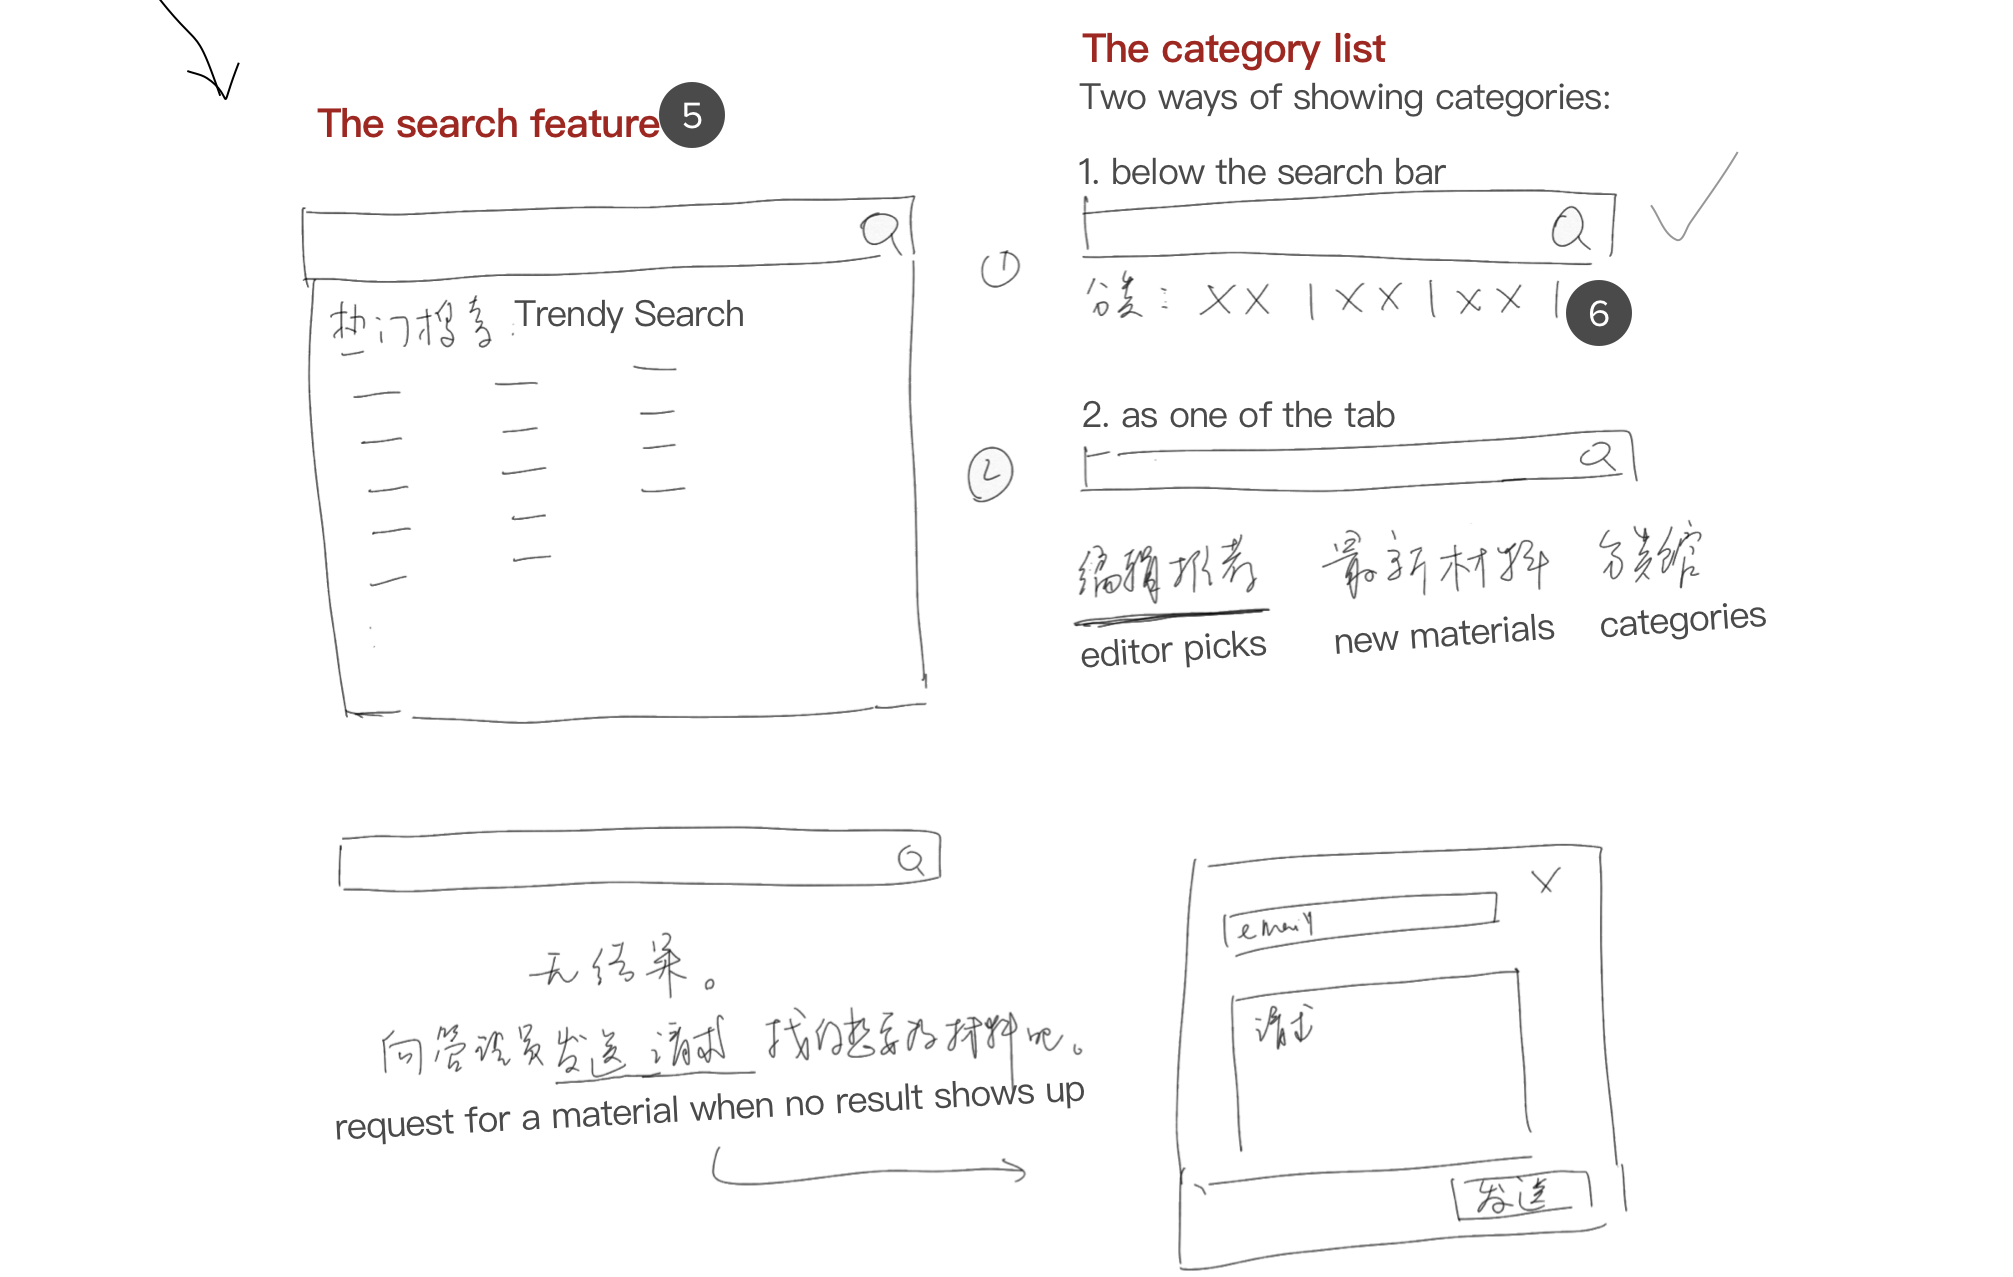 The search feature 5
热门搜索: Trendy Search
无结果。
向管理员发送请求 找你想要的材料吧。
request for a material when no result shows up
The category list
Two ways of showing categories:
1. below the search bar
①
分类: XX | XX | XX | 6
2. as one of the tab
②
编辑推荐 最新材料 分类馆
editor picks new materials categories
X
email
请求
发送